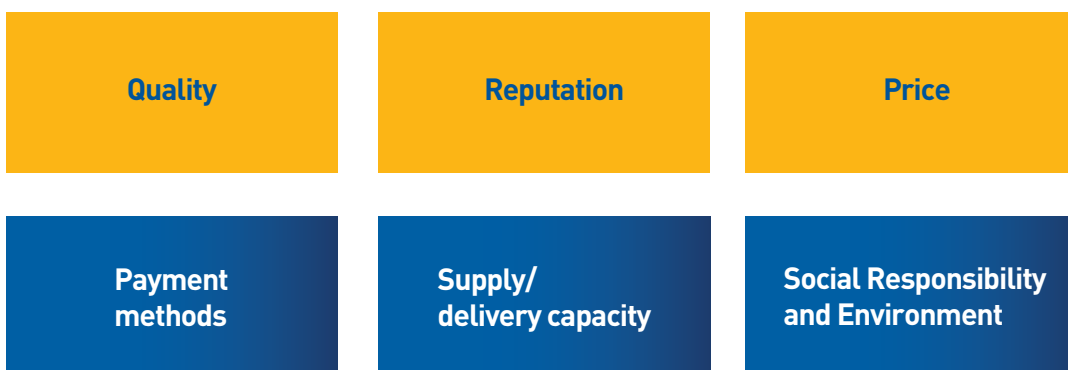 Quality
Reputation
Price
Payment
methods
Supply/
delivery capacity
Social Responsibility
and Environment